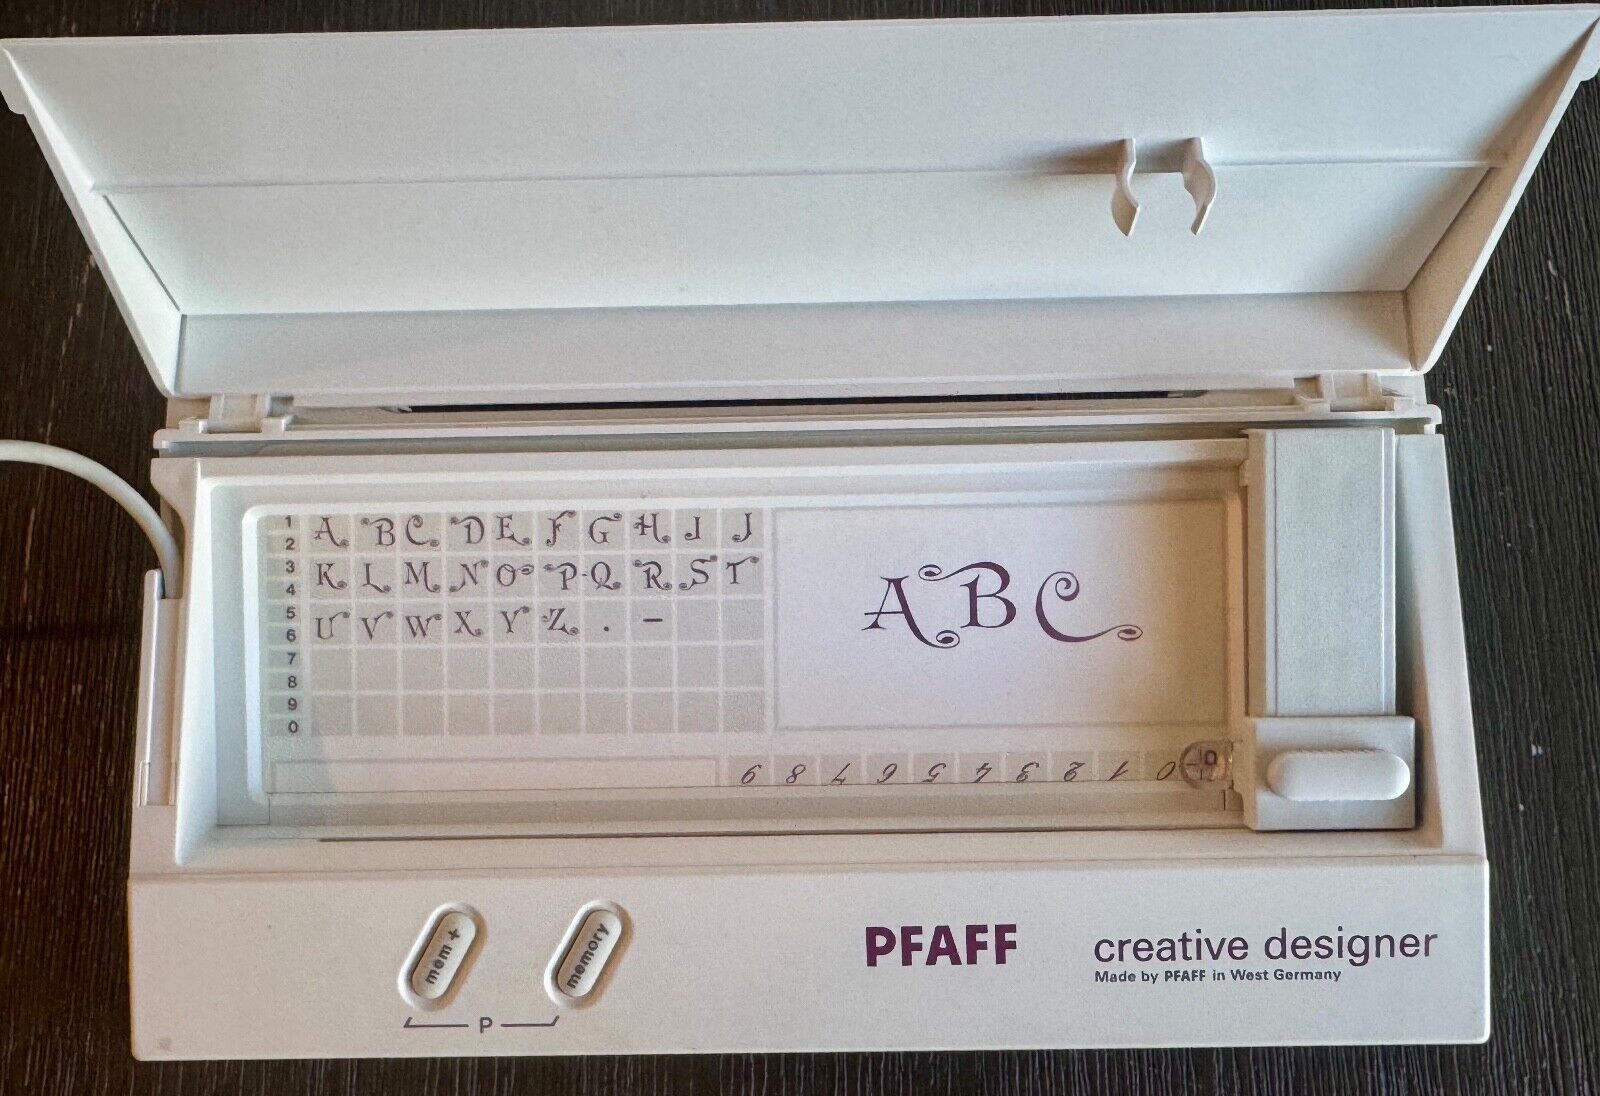 1 A B C D E F G H I J
2
3 K L M N O P Q R S T
4
5 U V W X Y Z . –
6
7
8
9
0
A B C
9 8 7 6 5 4 3 2 1 0 0
mem +
memory
P
PFAFF
creative designer
Made by PFAFF in West Germany